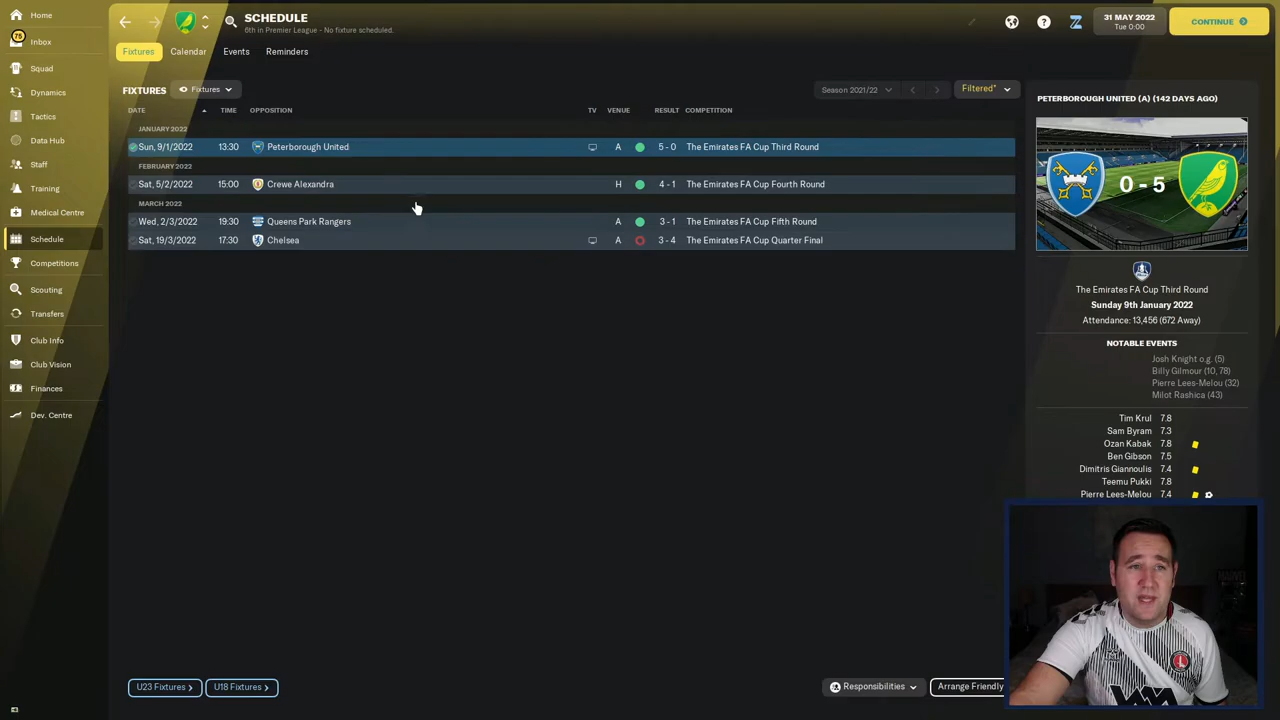 Home
75
Inbox
Squad
Dynamics
Tactics
Data Hub
Staff
Training
Medical Centre
Schedule
Competitions
Scouting
Transfers
Club Info
Club Vision
Finances
Dev. Centre
SCHEDULE
6th in Premier League - No fixture scheduled.
31 MAY 2022
Tue 0:00
CONTINUE
Fixtures
Calendar
Events
Reminders
FIXTURES
Fixtures
Season 2021/22
Filtered*
DATE TIME OPPOSITION TV VENUE RESULT COMPETITION
JANUARY 2022
Sun, 9/1/2022 13:30 Peterborough United A 5 - 0 The Emirates FA Cup Third Round
FEBRUARY 2022
Sat, 5/2/2022 15:00 Crewe Alexandra H 4 - 1 The Emirates FA Cup Fourth Round
MARCH 2022
Wed, 2/3/2022 19:30 Queens Park Rangers A 3 - 1 The Emirates FA Cup Fifth Round
Sat, 19/3/2022 17:30 Chelsea A 3 - 4 The Emirates FA Cup Quarter Final
PETERBOROUGH UNITED (A) (142 DAYS AGO)
0 - 5
The Emirates FA Cup Third Round
Sunday 9th January 2022
Attendance: 13,456 (672 Away)
NOTABLE EVENTS
Josh Knight o.g. (5)
Billy Gilmour (10, 78)
Pierre Lees-Melou (32)
Milot Rashica (43)
Tim Krul 7.8
Sam Byram 7.3
Ozan Kabak 7.8
Ben Gibson 7.5
Dimitris Giannoulis 7.4
Teemu Pukki 7.8
Pierre Lees-Melou 7.4
U23 Fixtures
U18 Fixtures
Responsibilities
Arrange Friendly